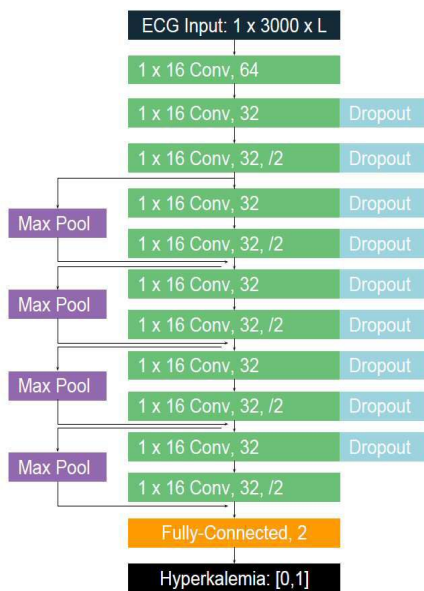 ECG Input: 1 x 3000 x L
1 x 16 Conv, 64
1 x 16 Conv, 32 Dropout
1 x 16 Conv, 32, /2 Dropout
1 x 16 Conv, 32 Dropout
Max Pool
1 x 16 Conv, 32, /2 Dropout
1 x 16 Conv, 32 Dropout
Max Pool
1 x 16 Conv, 32, /2 Dropout
1 x 16 Conv, 32 Dropout
Max Pool
1 x 16 Conv, 32, /2 Dropout
1 x 16 Conv, 32 Dropout
Max Pool
1 x 16 Conv, 32, /2
Fully-Connected, 2
Hyperkalemia: [0,1]